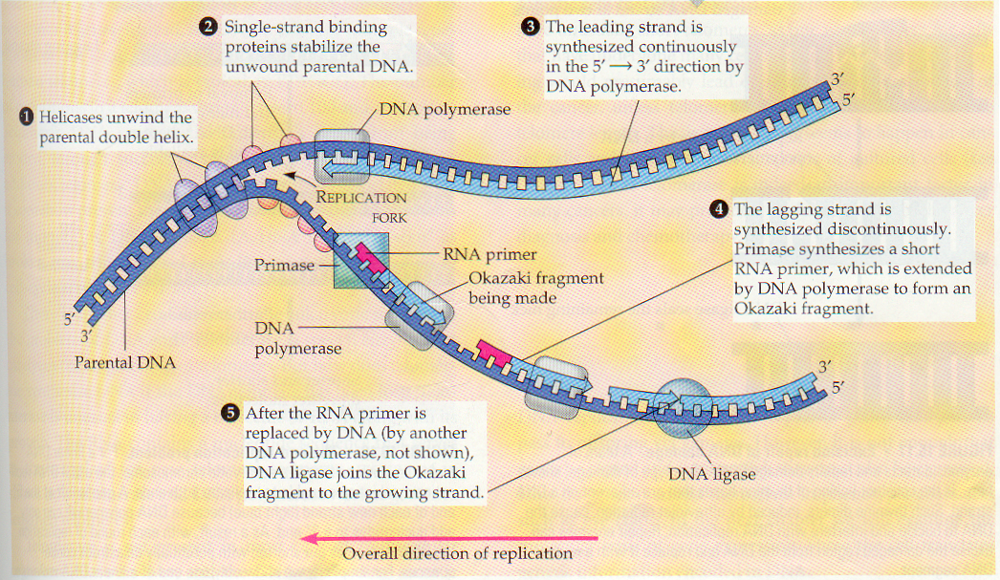 ❷ Single-strand binding
proteins stabilize the
unwound parental DNA.
❸ The leading strand is
synthesized continuously
in the 5′ → 3′ direction by
DNA polymerase.
3′
5′
❶ Helicases unwind the
parental double helix.
DNA polymerase
REPLICATION
FORK
❹ The lagging strand is
synthesized discontinuously.
Primase synthesizes a short
RNA primer, which is extended
by DNA polymerase to form an
Okazaki fragment.
Primase
RNA primer
Okazaki fragment
being made
5′
3′
DNA
polymerase
Parental DNA
3′
5′
❺ After the RNA primer is
replaced by DNA (by another
DNA polymerase, not shown),
DNA ligase joins the Okazaki
fragment to the growing strand.
DNA ligase
Overall direction of replication